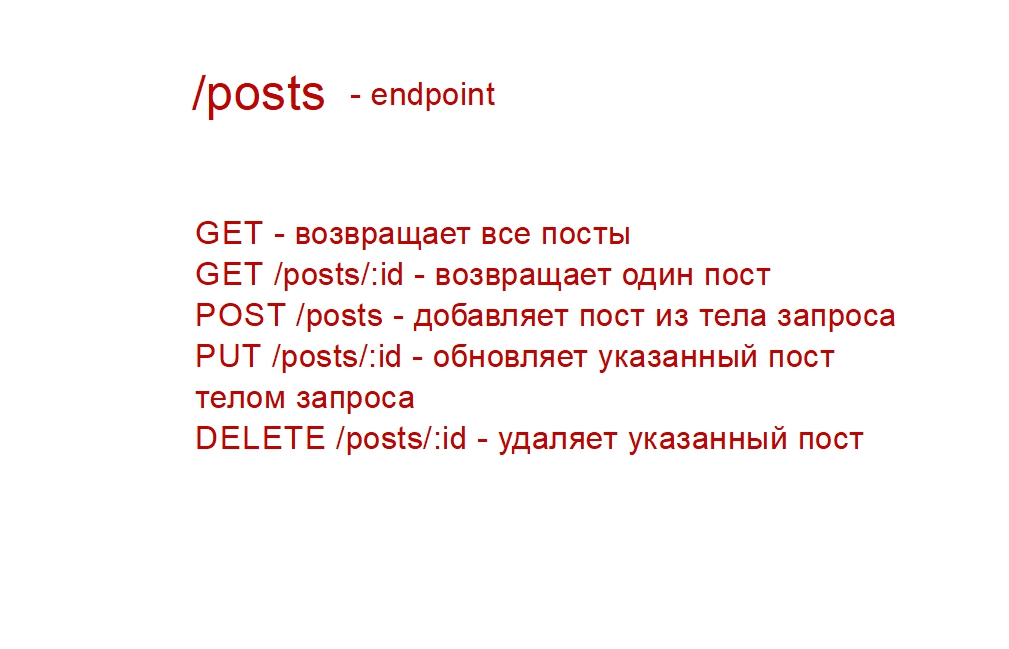 /posts - endpoint
GET - возвращает все посты
GET /posts/:id - возвращает один пост
POST /posts - добавляет пост из тела запроса
PUT /posts/:id - обновляет указанный пост
телом запроса
DELETE /posts/:id - удаляет указанный пост